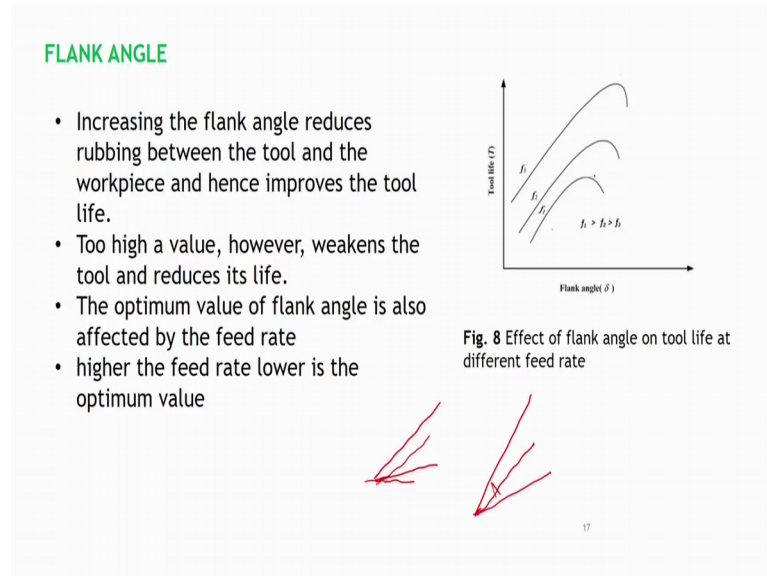 FLANK ANGLE
• Increasing the flank angle reduces
rubbing between the tool and the
workpiece and hence improves the tool
life.
• Too high a value, however, weakens the
tool and reduces its life.
• The optimum value of flank angle is also
affected by the feed rate
• higher the feed rate lower is the
optimum value
Tool life (T)
f₁
f₂
f₃
f₁ > f₂ > f₃
Flank angle( δ )
Fig. 8 Effect of flank angle on tool life at
different feed rate
17